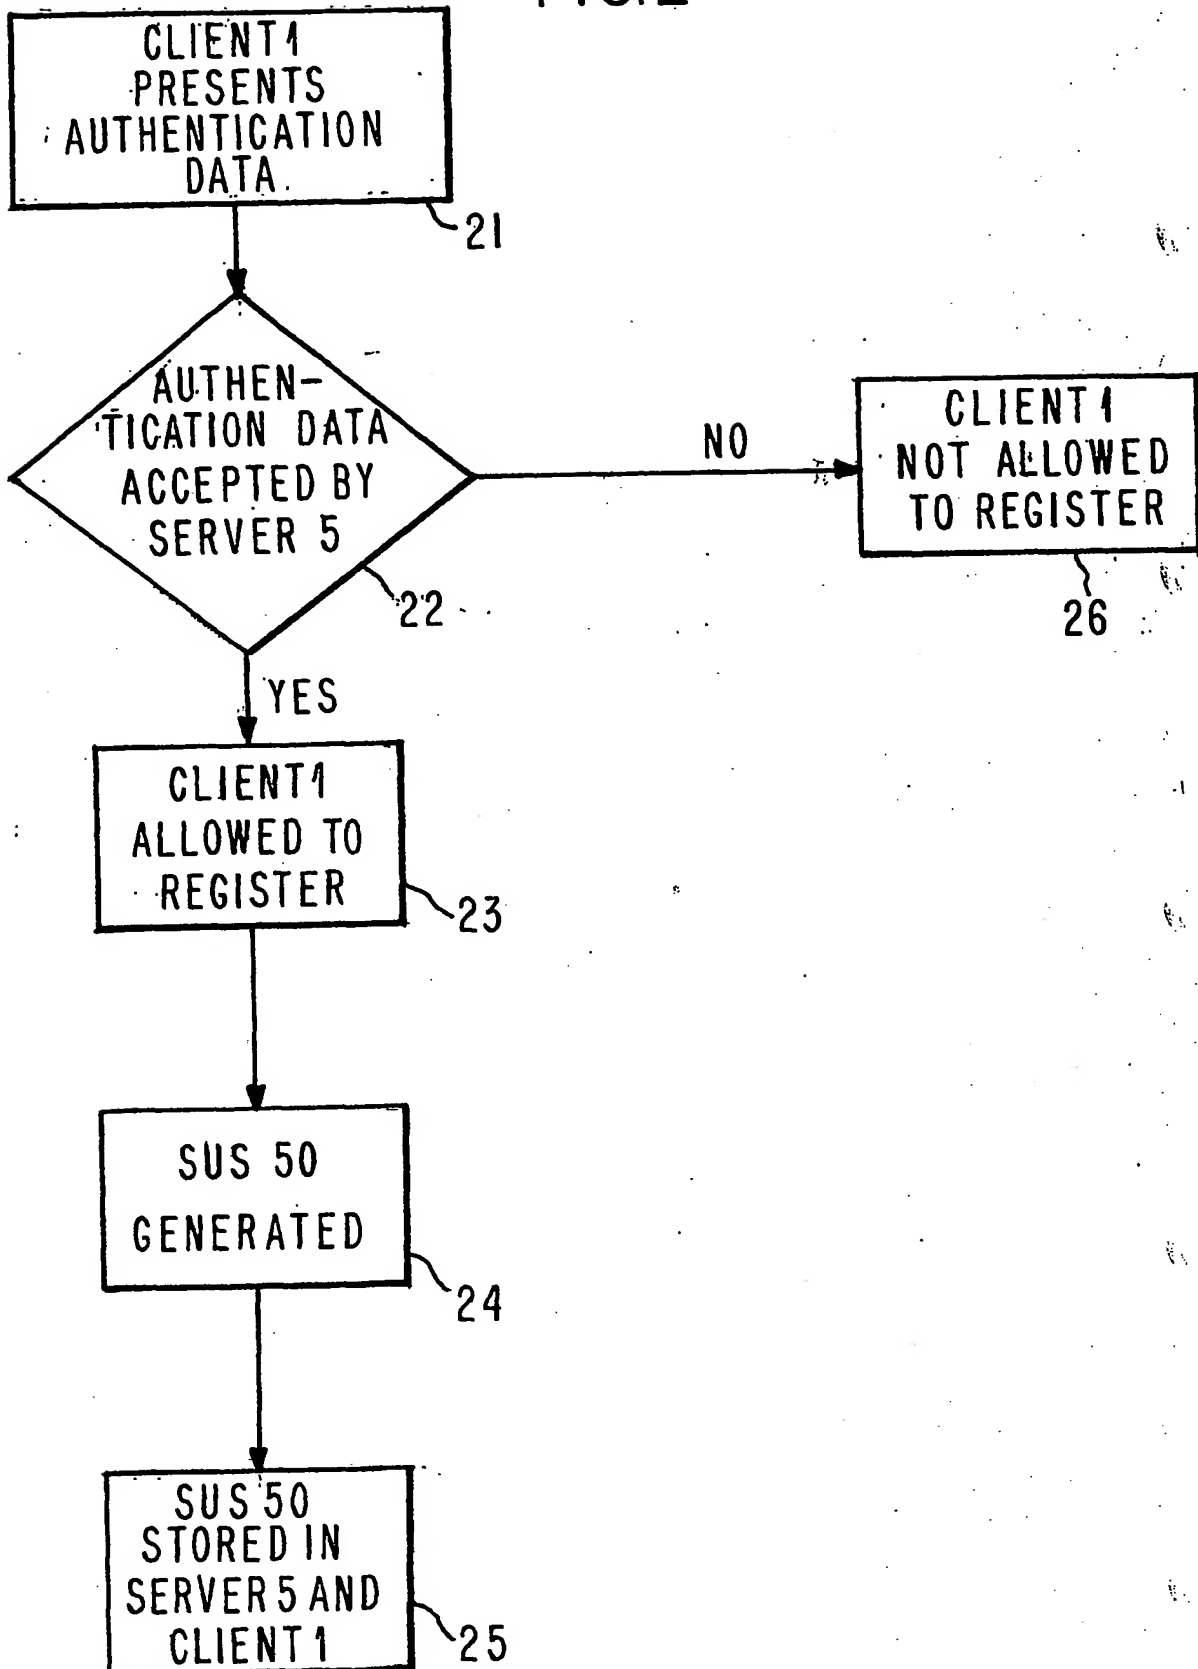 FIG.2
CLIENT 1
PRESENTS
AUTHENTICATION
DATA
21
AUTHEN-
TICATION DATA
ACCEPTED BY
SERVER 5
22
NO
CLIENT 1
NOT ALLOWED
TO REGISTER
26
YES
CLIENT 1
ALLOWED TO
REGISTER
23
SUS 50
GENERATED
24
SUS 50
STORED IN
SERVER 5 AND
CLIENT 1
25